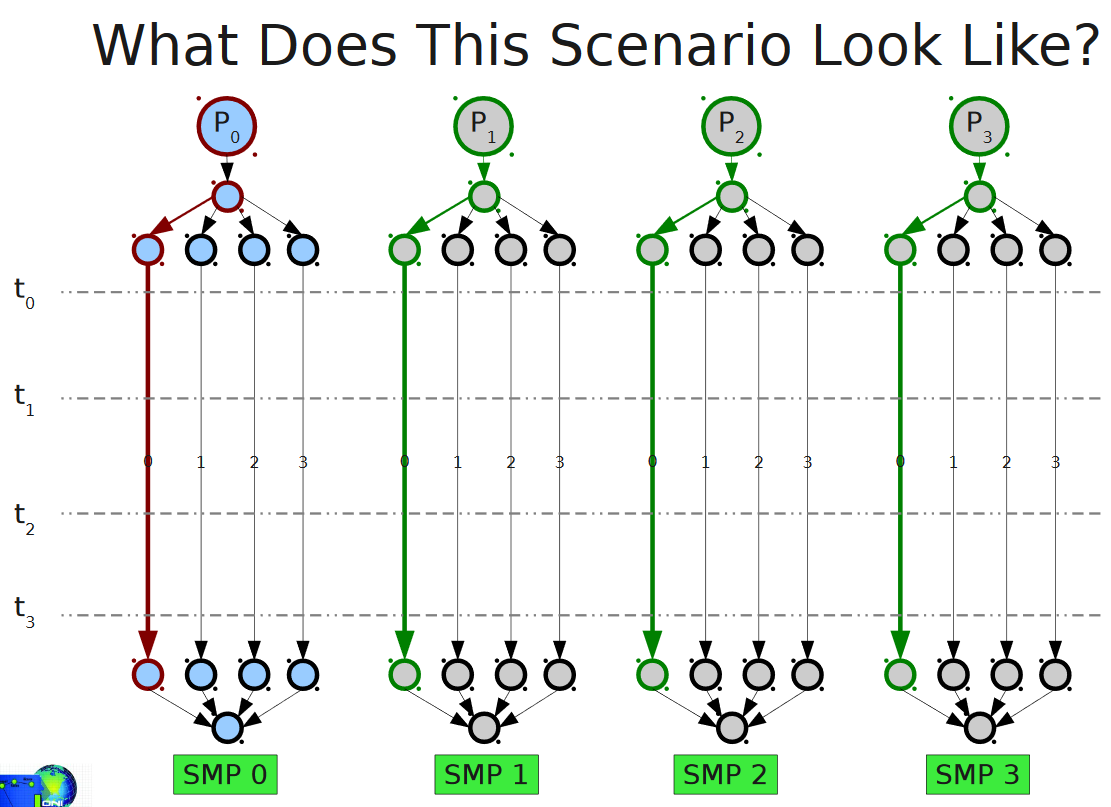 What Does This Scenario Look Like?
P0 P1 P2 P3
t0
t1
0 1 2 3 0 1 2 3 0 1 2 3 0 1 2 3
t2
t3
SMP 0 SMP 1 SMP 2 SMP 3